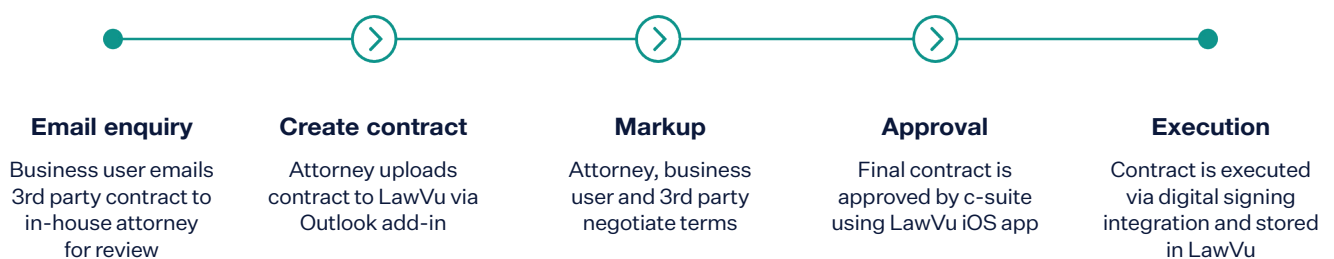 Email enquiry
Business user emails
3rd party contract to
in-house attorney
for review
Create contract
Attorney uploads
contract to LawVu via
Outlook add-in
Markup
Attorney, business
user and 3rd party
negotiate terms
Approval
Final contract is
approved by c-suite
using LawVu iOS app
Execution
Contract is executed
via digital signing
integration and stored
in LawVu